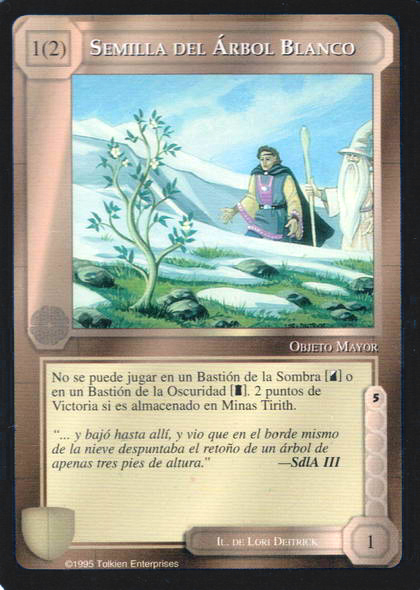 1(2)
SEMILLA DEL ÁRBOL BLANCO
OBJETO MAYOR
No se puede jugar en un Bastión de la Sombra [] o
en un Bastión de la Oscuridad []. 2 puntos de
Victoria si es almacenado en Minas Tirith.
5
"... y bajó hasta allí, y vio que en el borde mismo
de la nieve despuntaba el retoño de un árbol de
apenas tres pies de altura." —SdlA III
IL. DE LORI DEITRICK
1
©1995 Tolkien Enterprises